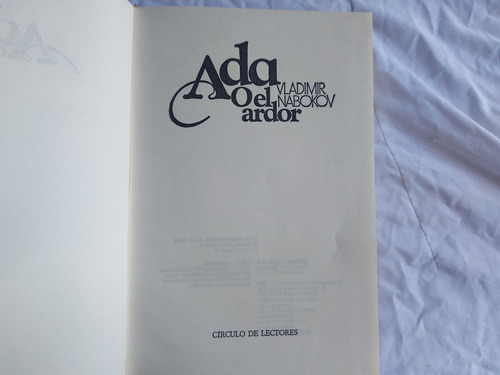 Ada
O el
ardor
VLADIMIR
NABOKOV
CÍRCULO DE LECTORES